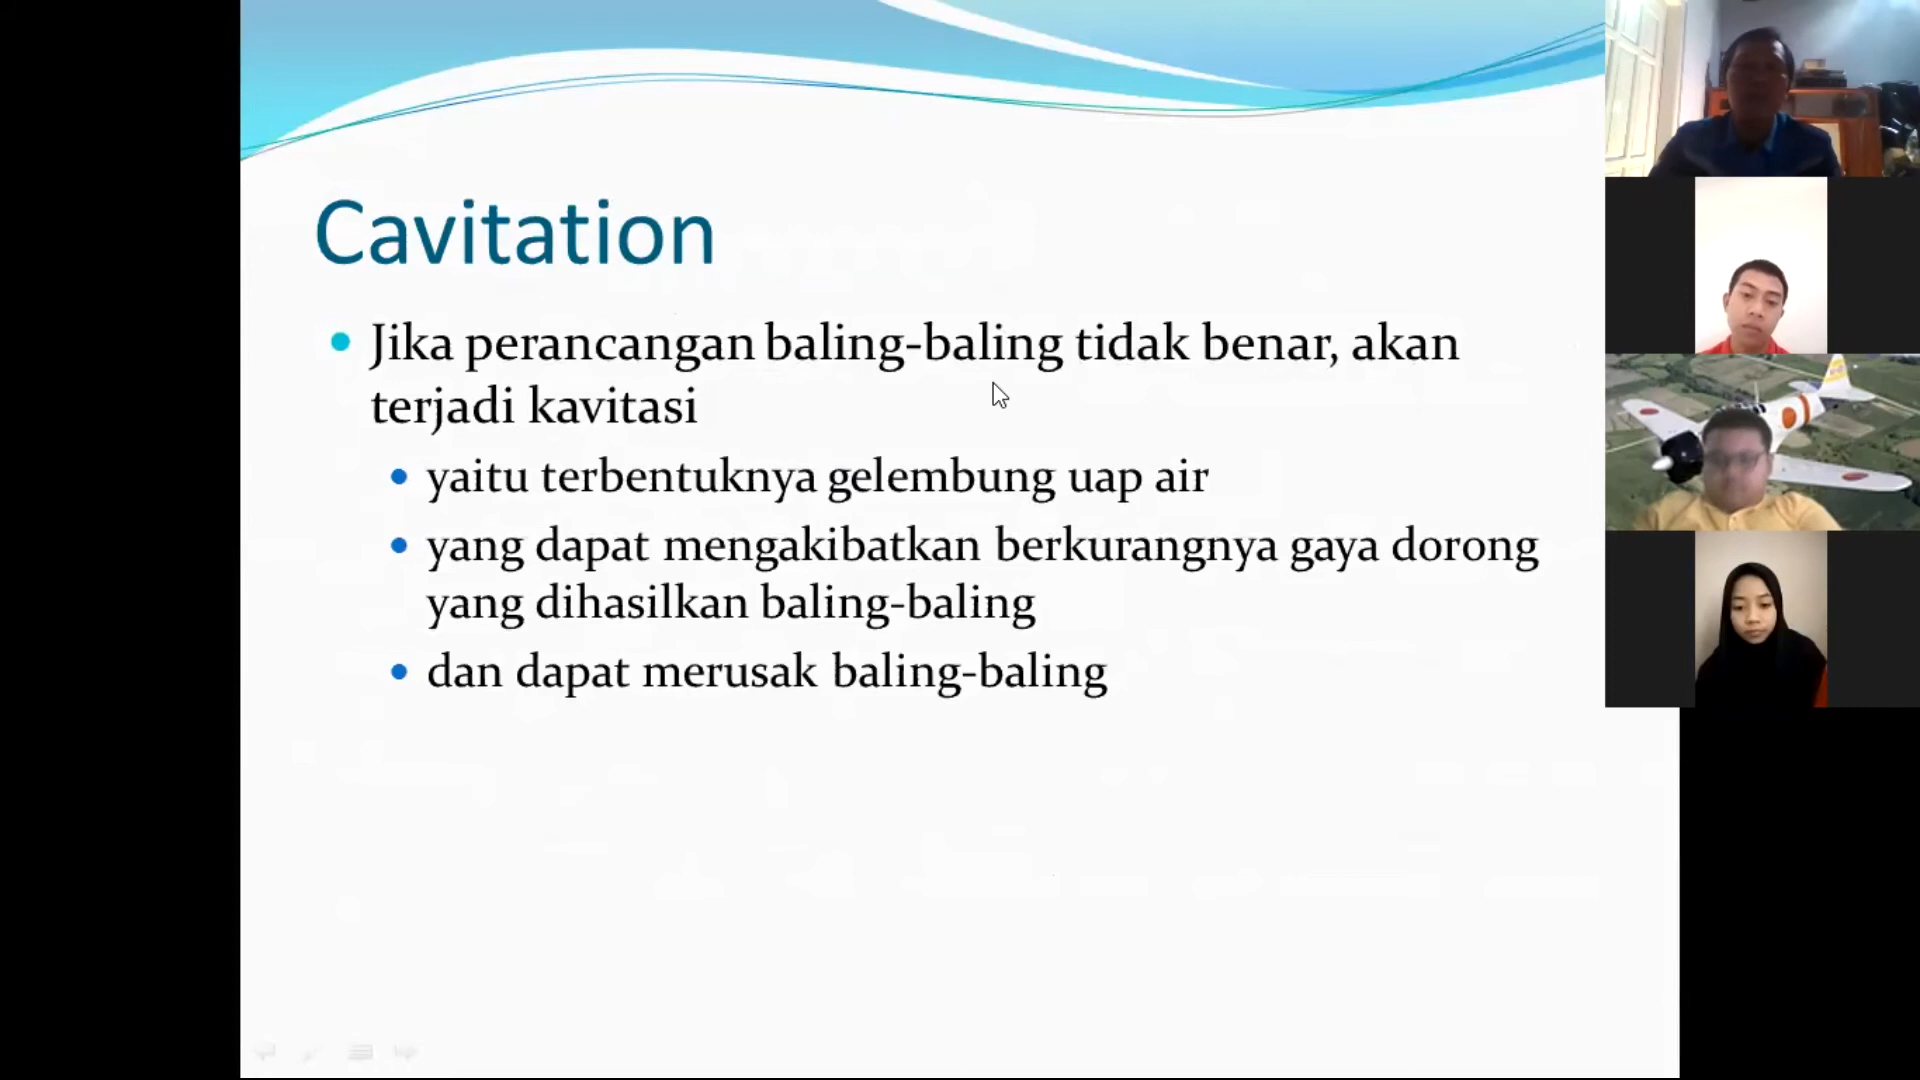 Cavitation
Jika perancangan baling-baling tidak benar, akan
terjadi kavitasi
yaitu terbentuknya gelembung uap air
yang dapat mengakibatkan berkurangnya gaya dorong
yang dihasilkan baling-baling
dan dapat merusak baling-baling